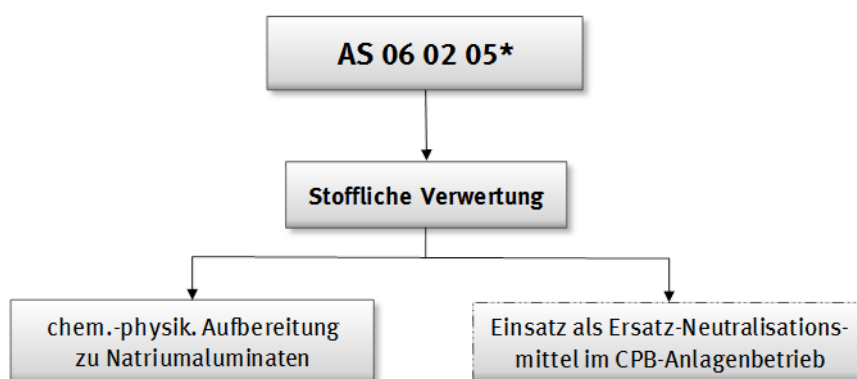 AS 06 02 05*
Stoffliche Verwertung
chem.-physik. Aufbereitung
zu Natriumaluminaten
Einsatz als Ersatz-Neutralisations-
mittel im CPB-Anlagenbetrieb